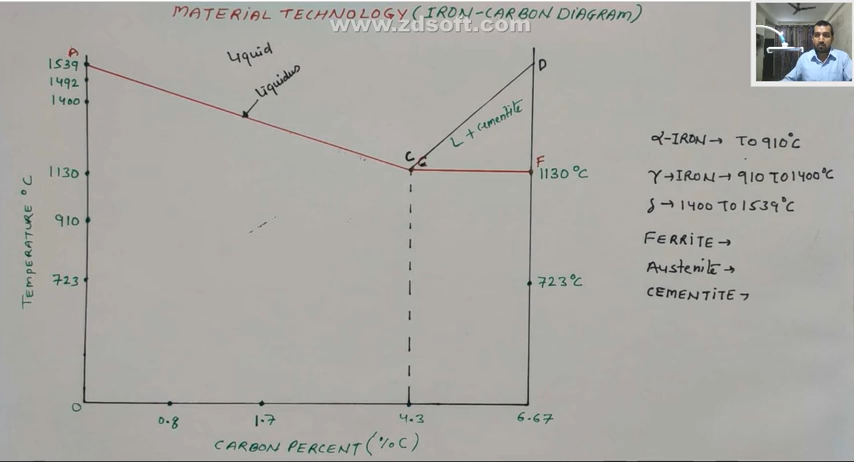 MATERIAL TECHNOLOGY (IRON-CARBON DIAGRAM)
www.zdsoft.com
A
1539
1492
1400
1130
910
723
0
TEMPERATURE °C
Liquid
Liquidus
C
D
L + cementite
F
1130°C
723°C
0.8
1.7
4.3
6.67
CARBON PERCENT (%C)
α-IRON → TO 910°C
γ→IRON → 910 TO 1400°C
δ → 1400 TO 1539°C
FERRITE →
Austenite →
CEMENTITE →